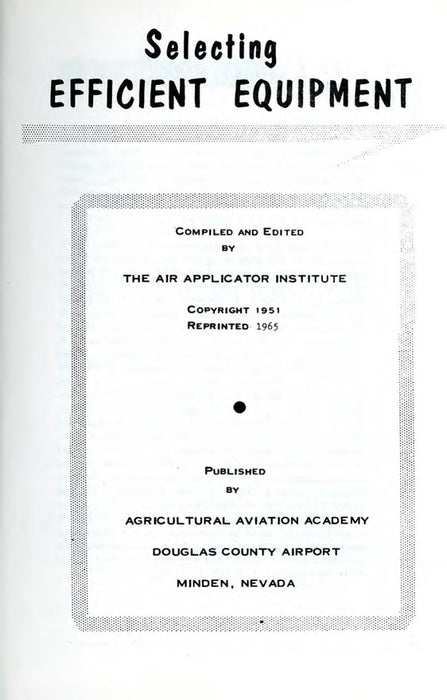 Selecting
EFFICIENT EQUIPMENT
COMPILED AND EDITED
BY
THE AIR APPLICATOR INSTITUTE
COPYRIGHT 1951
REPRINTED 1965
PUBLISHED
BY
AGRICULTURAL AVIATION ACADEMY
DOUGLAS COUNTY AIRPORT
MINDEN, NEVADA